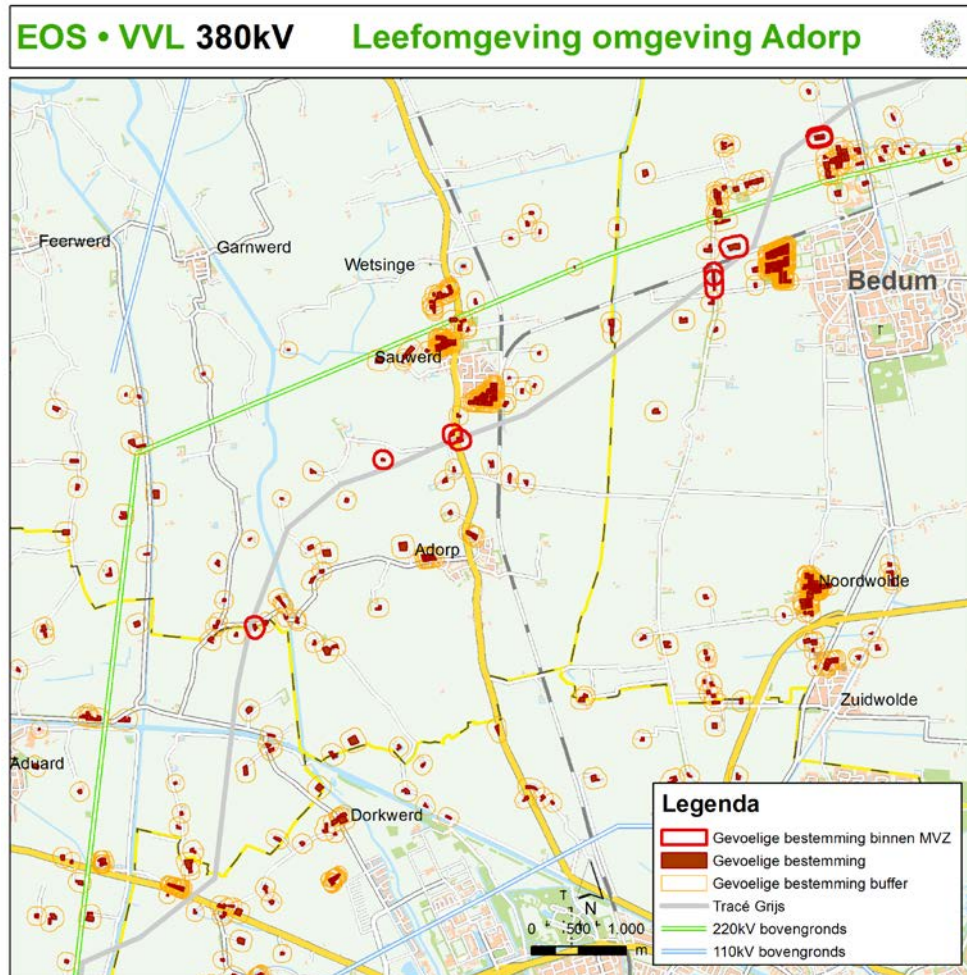 EOS • VVL 380kV Leefomgeving omgeving Adorp
Feerwerd
Garnwerd
Wetsinge
Bedum
Sauwerd
Adorp
Noordwolde
Zuidwolde
Aduard
Dorkwerd
Legenda
Gevoelige bestemming binnen MVZ
Gevoelige bestemming
Gevoelige bestemming buffer
Tracé Grijs
220kV bovengronds
110kV bovengronds
N
0 500 1.000
m